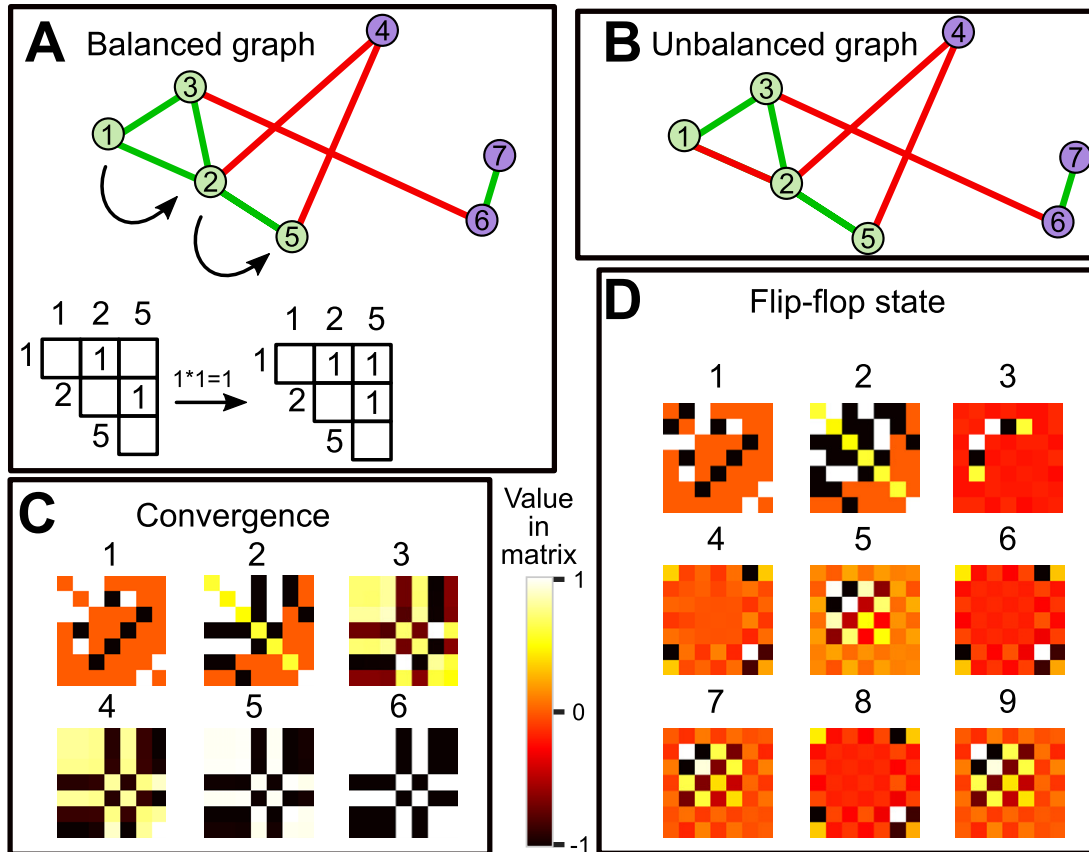 A Balanced graph
4
3
1
2
7
6
5
1 2 5
1 1
2 1
5
1*1=1
1 2 5
1 1 1
2 1
5
B Unbalanced graph
4
3
1
2
7
6
5
C Convergence
1 2 3
4 5 6
Value
in
matrix
1
0
-1
D Flip-flop state
1 2 3
4 5 6
7 8 9